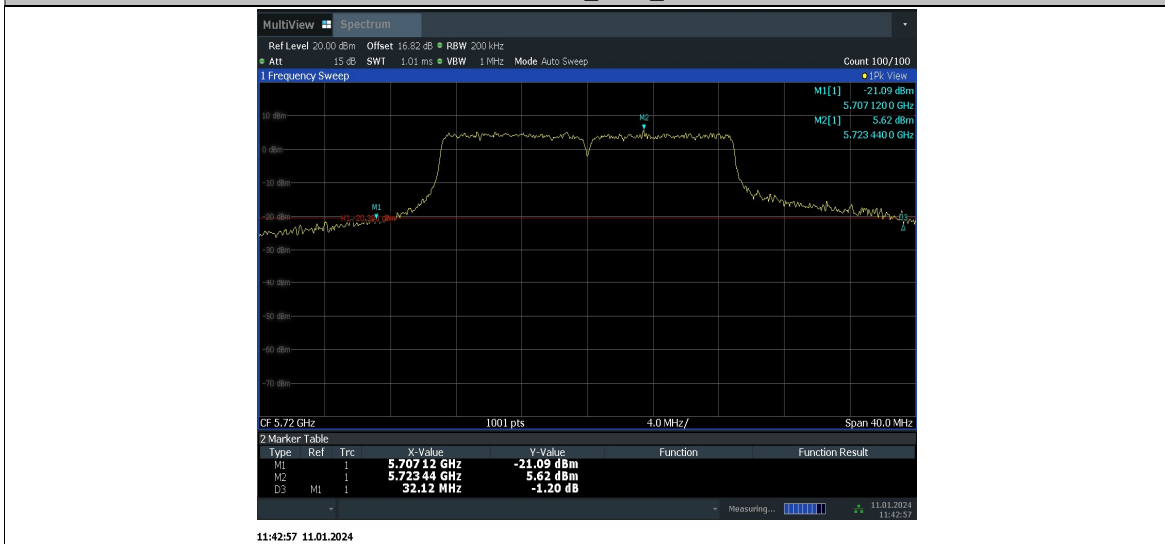 MultiView Spectrum
Ref Level 20.00 dBm Offset 16.82 dB RBW 200 kHz
Att 15 dB SWT 1.01 ms VBW 1 MHz Mode Auto Sweep Count 100/100
1 Frequency Sweep 1Pk View
M1[1] -21.09 dBm
5.707 120 0 GHz
10 dBm M2 M2[1] 5.62 dBm
5.723 440 0 GHz
0 dBm
-10 dBm
M1
-20 dBm D3
-30 dBm
-40 dBm
-50 dBm
-60 dBm
-70 dBm
CF 5.72 GHz 1001 pts 4.0 MHz/ Span 40.0 MHz
2 Marker Table
Type Ref Trc X-Value Y-Value Function Function Result
M1 1 5.707 12 GHz -21.09 dBm
M2 1 5.723 44 GHz 5.62 dBm
D3 M1 1 32.12 MHz -1.20 dB
Measuring... 11.01.2024
11:42:57
11:42:57 11.01.2024